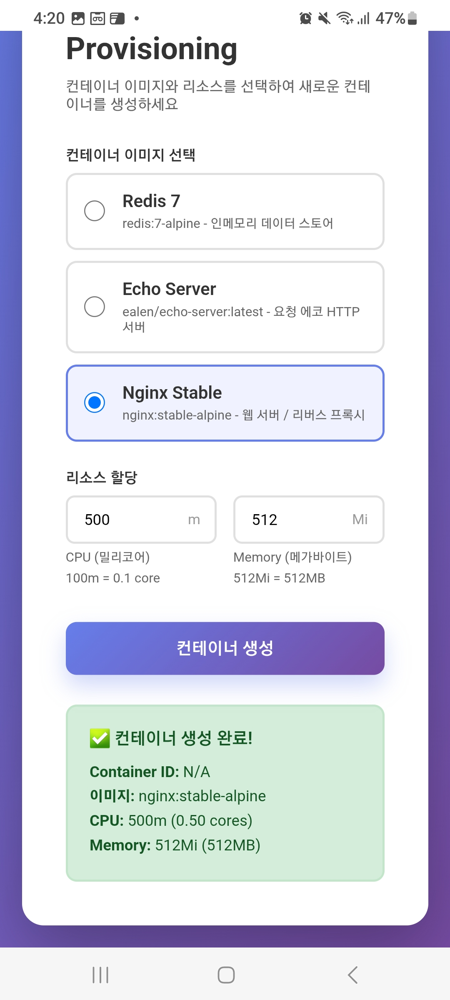 4:20
47%
Provisioning
컨테이너 이미지와 리소스를 선택하여 새로운 컨테
이너를 생성하세요
컨테이너 이미지 선택
Redis 7
redis:7-alpine - 인메모리 데이터 스토어
Echo Server
ealen/echo-server:latest - 요청 에코 HTTP
서버
Nginx Stable
nginx:stable-alpine - 웹 서버 / 리버스 프록시
리소스 할당
500 m
512 Mi
CPU (밀리코어)
Memory (메가바이트)
100m = 0.1 core
512Mi = 512MB
컨테이너 생성
✅ 컨테이너 생성 완료!
Container ID: N/A
이미지: nginx:stable-alpine
CPU: 500m (0.50 cores)
Memory: 512Mi (512MB)